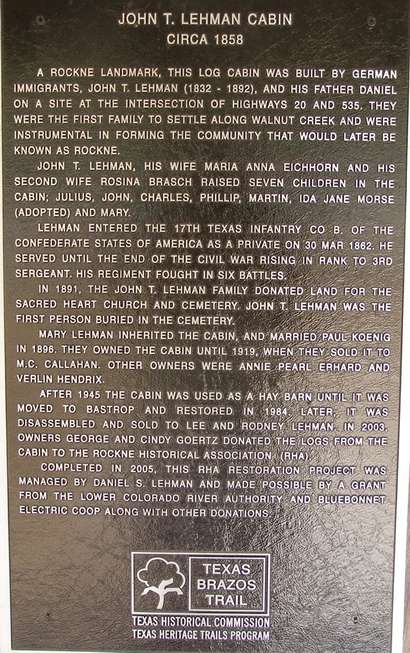 JOHN T. LEHMAN CABIN
CIRCA 1858
A ROCKNE LANDMARK, THIS LOG CABIN WAS BUILT BY GERMAN
IMMIGRANTS, JOHN T. LEHMAN (1832 - 1892), AND HIS FATHER DANIEL
ON A SITE AT THE INTERSECTION OF HIGHWAYS 20 AND 535. THEY
WERE THE FIRST FAMILY TO SETTLE ALONG WALNUT CREEK AND WERE
INSTRUMENTAL IN FORMING THE COMMUNITY THAT WOULD LATER BE
KNOWN AS ROCKNE.
JOHN T. LEHMAN, HIS WIFE MARIA ANNA EICHHORN AND HIS
SECOND WIFE ROSINA BRASCH RAISED SEVEN CHILDREN IN THE
CABIN; JULIUS, JOHN, CHARLES, PHILLIP, MARTIN, IDA JANE MORSE
(ADOPTED) AND MARY.
LEHMAN ENTERED THE 17TH TEXAS INFANTRY CO B. OF THE
CONFEDERATE STATES OF AMERICA AS A PRIVATE ON 30 MAR 1862. HE
SERVED UNTIL THE END OF THE CIVIL WAR RISING IN RANK TO 3RD
SERGEANT. HIS REGIMENT FOUGHT IN SIX BATTLES.
IN 1891, THE JOHN T. LEHMAN FAMILY DONATED LAND FOR THE
SACRED HEART CHURCH AND CEMETERY. JOHN T. LEHMAN WAS THE
FIRST PERSON BURIED IN THE CEMETERY.
MARY LEHMAN INHERITED THE CABIN, AND MARRIED PAUL KOENIG
IN 1896. THEY OWNED THE CABIN UNTIL 1919, WHEN THEY SOLD IT TO
M.C. CALLAHAN. OTHER OWNERS WERE ANNIE PEARL ERHARD AND
VERLIN HENDRIX.
AFTER 1945 THE CABIN WAS USED AS A HAY BARN UNTIL IT WAS
MOVED TO BASTROP AND RESTORED IN 1984. LATER, IT WAS
DISASSEMBLED AND SOLD TO LEE AND RODNEY LEHMAN. IN 2003,
OWNERS GEORGE AND CINDY GOERTZ DONATED THE LOGS FROM THE
CABIN TO THE ROCKNE HISTORICAL ASSOCIATION. (RHA)
COMPLETED IN 2005, THIS RHA RESTORATION PROJECT WAS
MANAGED BY DANIEL S. LEHMAN AND MADE POSSIBLE BY A GRANT
FROM THE LOWER COLORADO RIVER AUTHORITY AND BLUEBONNET
ELECTRIC COOP ALONG WITH OTHER DONATIONS.
TEXAS
BRAZOS
TRAIL
TEXAS HISTORICAL COMMISSION
TEXAS HERITAGE TRAILS PROGRAM